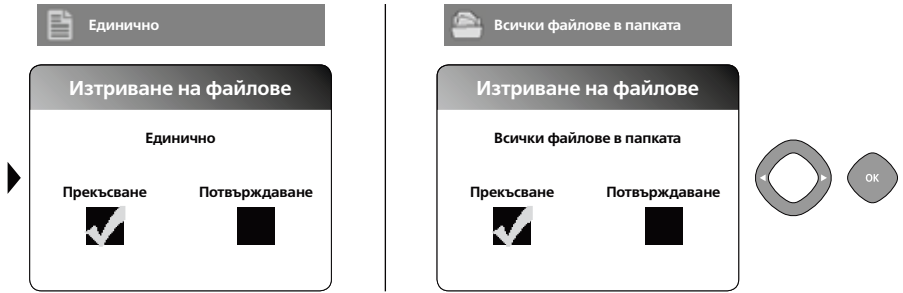 Единично
Изтриване на файлове
Единично
Прекъсване Потвърждаване
Всички файлове в папката
Изтриване на файлове
Всички файлове в папката
Прекъсване Потвърждаване
OK